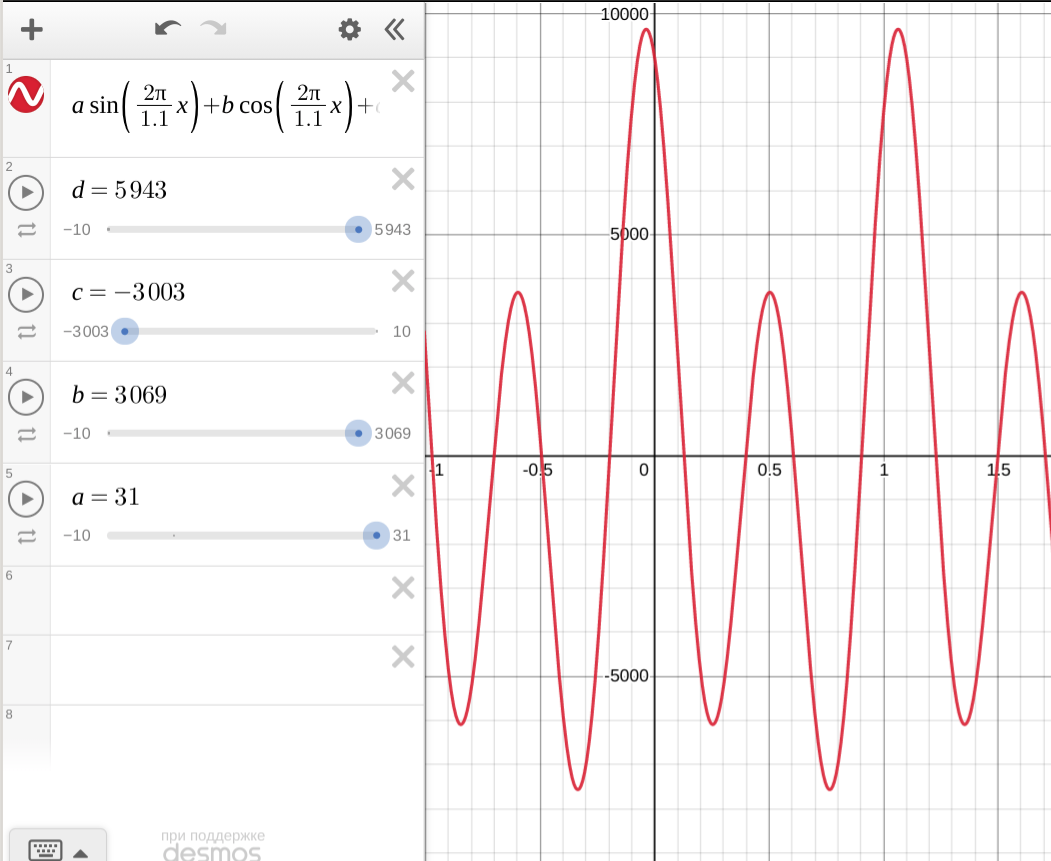 1
a sin(2π/1.1 x)+b cos(2π/1.1 x)+
2
d = 5943
−10 5943
3
c = −3003
−3003 10
4
b = 3069
−10 3069
5
a = 31
−10 31
6
7
8
при поддержке
desmos
10000
5000
-1 -0.5 0 0.5 1 1.5
-5000